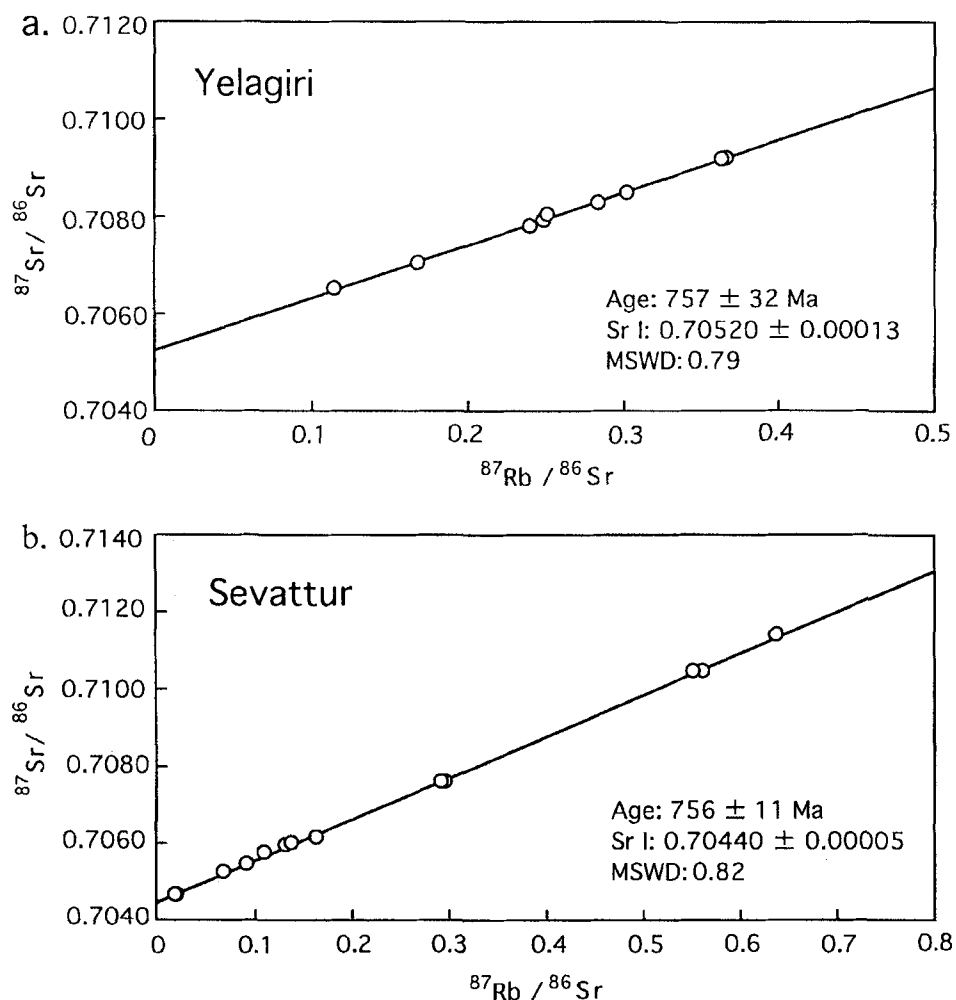 a.
0.7120
0.7100
0.7080
0.7060
0.7040
⁸⁷Sr / ⁸⁶Sr
Yelagiri
Age: 757 ± 32 Ma
Sr I: 0.70520 ± 0.00013
MSWD: 0.79
0 0.1 0.2 0.3 0.4 0.5
⁸⁷Rb / ⁸⁶Sr
b.
0.7140
0.7120
0.7100
0.7080
0.7060
0.7040
⁸⁷Sr / ⁸⁶Sr
Sevattur
Age: 756 ± 11 Ma
Sr I: 0.70440 ± 0.00005
MSWD: 0.82
0 0.1 0.2 0.3 0.4 0.5 0.6 0.7 0.8
⁸⁷Rb / ⁸⁶Sr